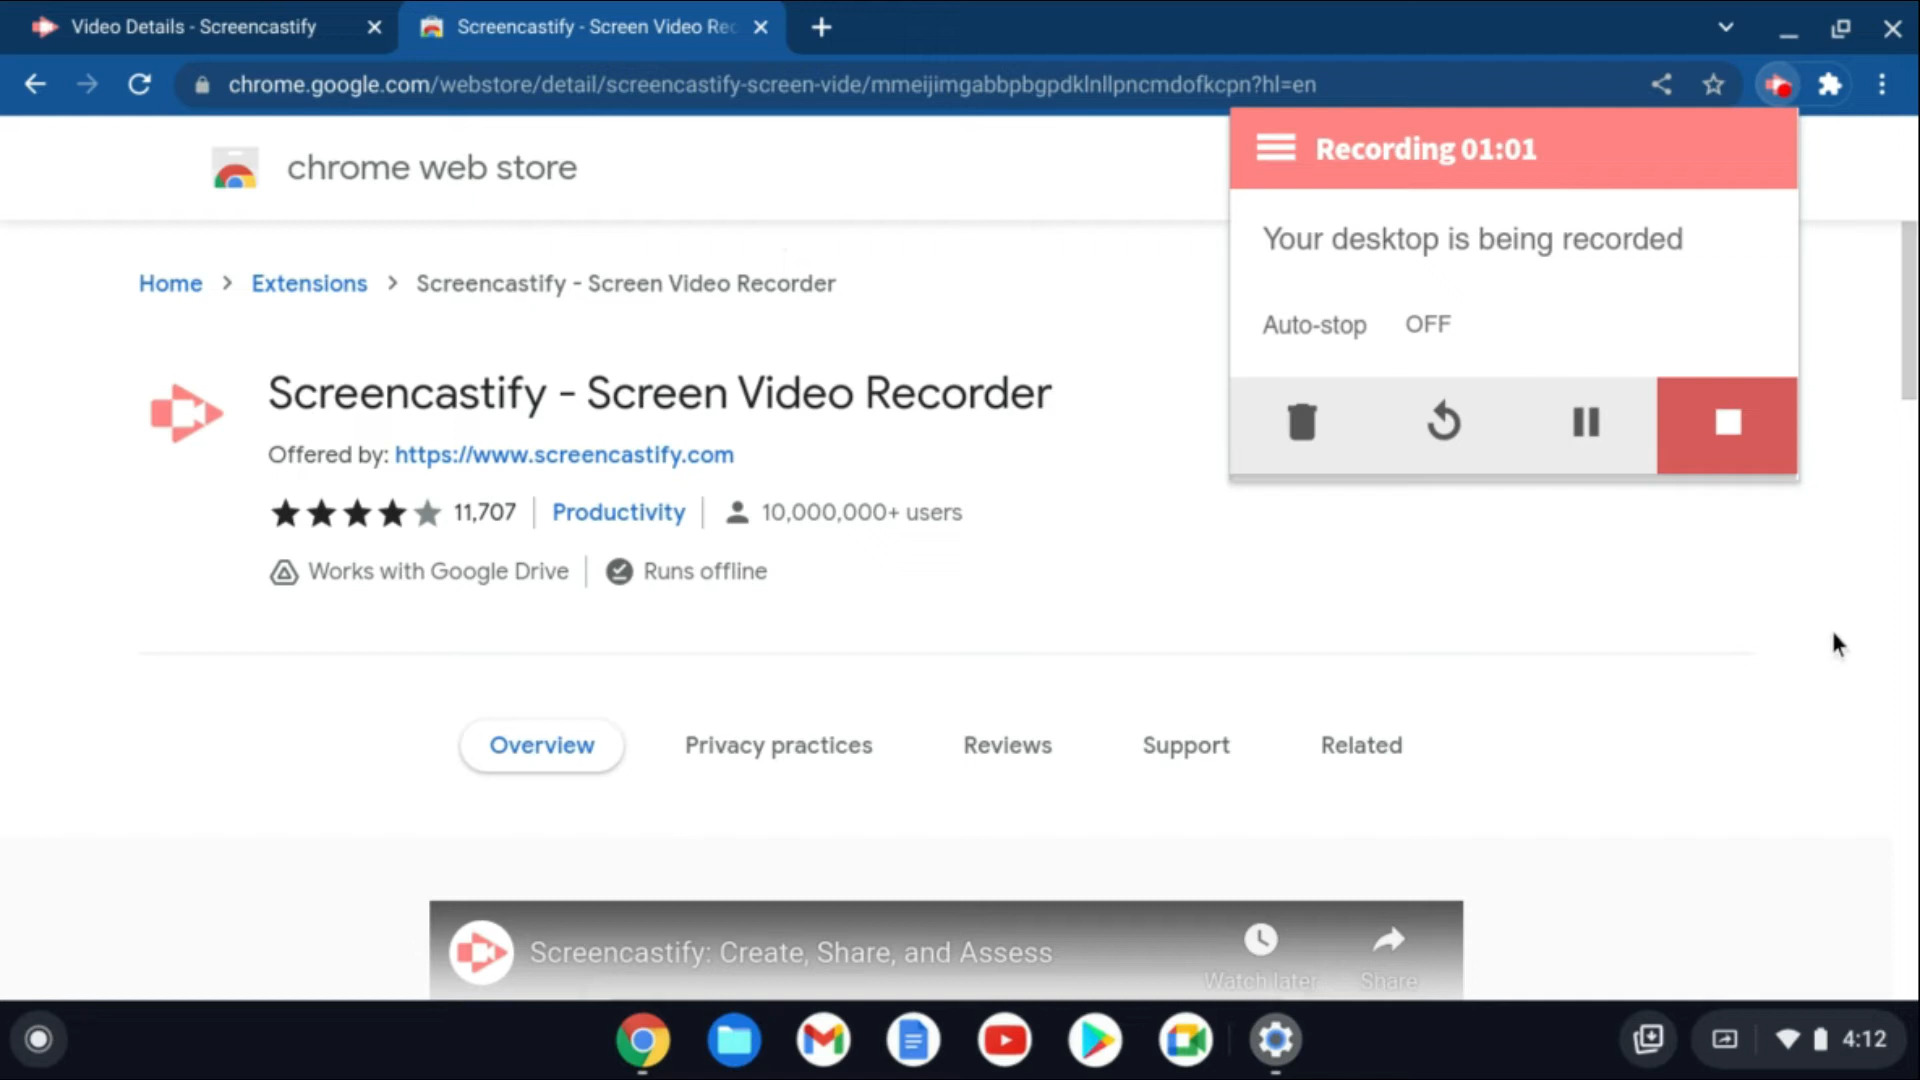 Video Details - Screencastify
Screencastify - Screen Video Rec
chrome.google.com/webstore/detail/screencastify-screen-vide/mmeijimgabbpbgpdklnllpncmdofkcpn?hl=en
chrome web store
Recording 01:01
Your desktop is being recorded
Auto-stop OFF
Home > Extensions > Screencastify - Screen Video Recorder
Screencastify - Screen Video Recorder
Offered by: https://www.screencastify.com
11,707 Productivity 10,000,000+ users
Works with Google Drive Runs offline
Overview Privacy practices Reviews Support Related
Screencastify: Create, Share, and Assess
Watch later Share
4:12